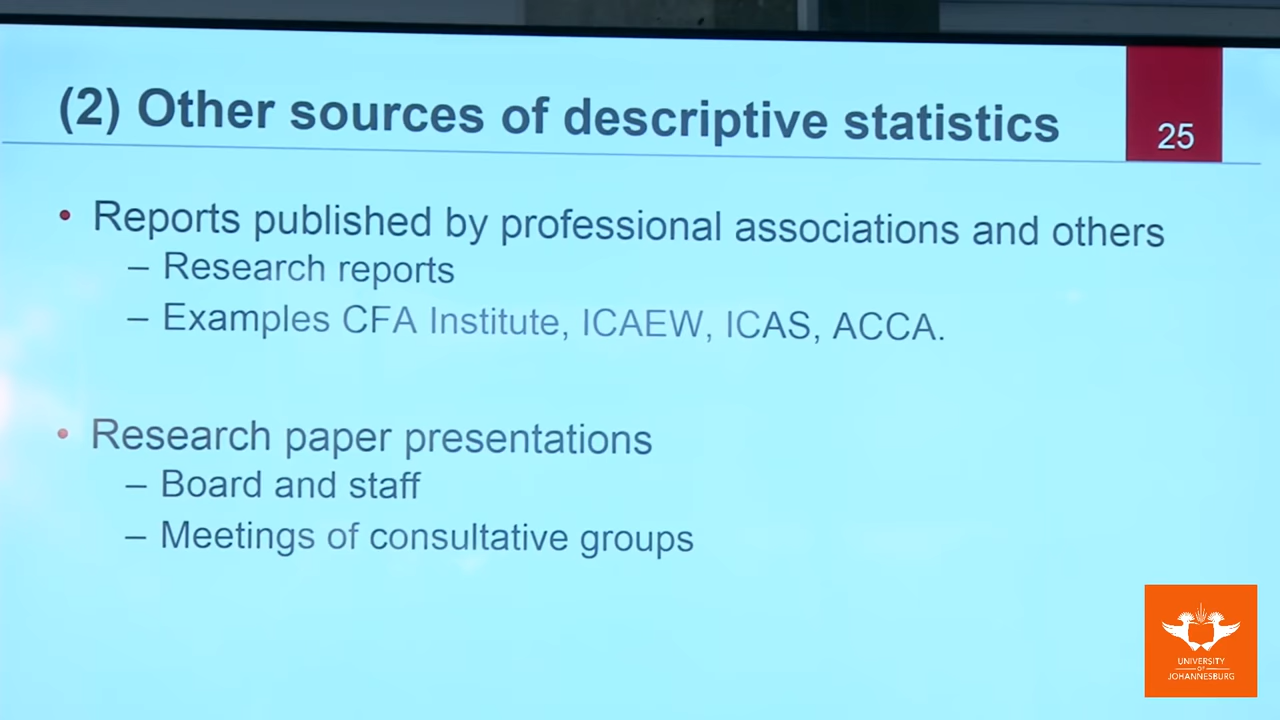 (2) Other sources of descriptive statistics
25
• Reports published by professional associations and others
– Research reports
– Examples CFA Institute, ICAEW, ICAS, ACCA.
• Research paper presentations
– Board and staff
– Meetings of consultative groups
UNIVERSITY
OF
JOHANNESBURG